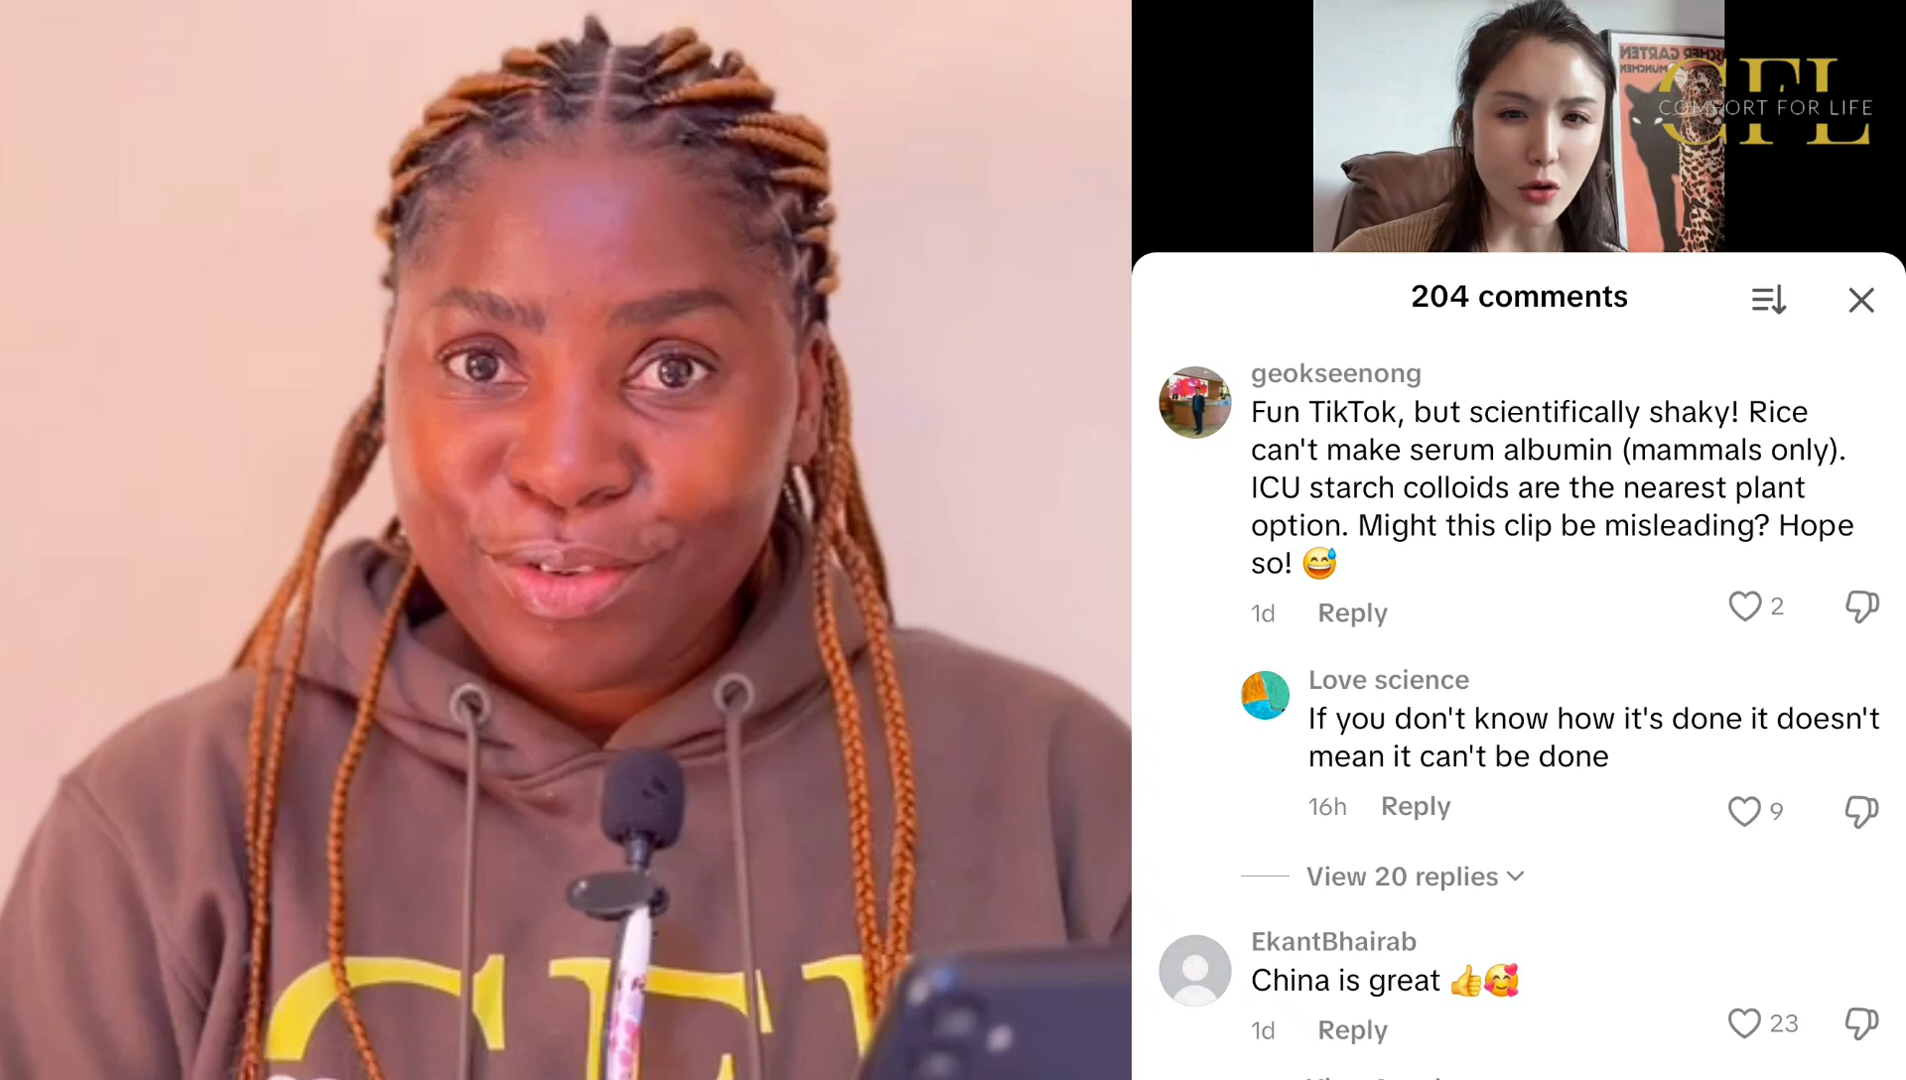 CFL
COMFORT FOR LIFE
204 comments
geokseenong
Fun TikTok, but scientifically shaky! Rice
can't make serum albumin (mammals only).
ICU starch colloids are the nearest plant
option. Might this clip be misleading? Hope
so! 😅
1d Reply 2
Love science
If you don't know how it's done it doesn't
mean it can't be done
16h Reply 9
View 20 replies
EkantBhairab
China is great 👍🥰
1d Reply 23
CFL